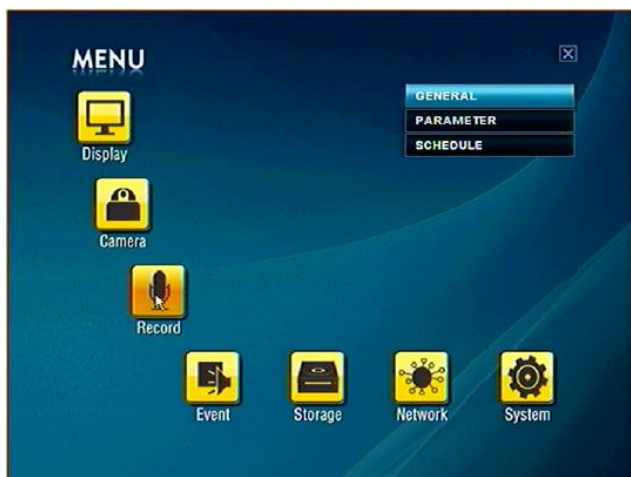 MENU
GENERAL
PARAMETER
SCHEDULE
Display
Camera
Record
Event
Storage
Network
System